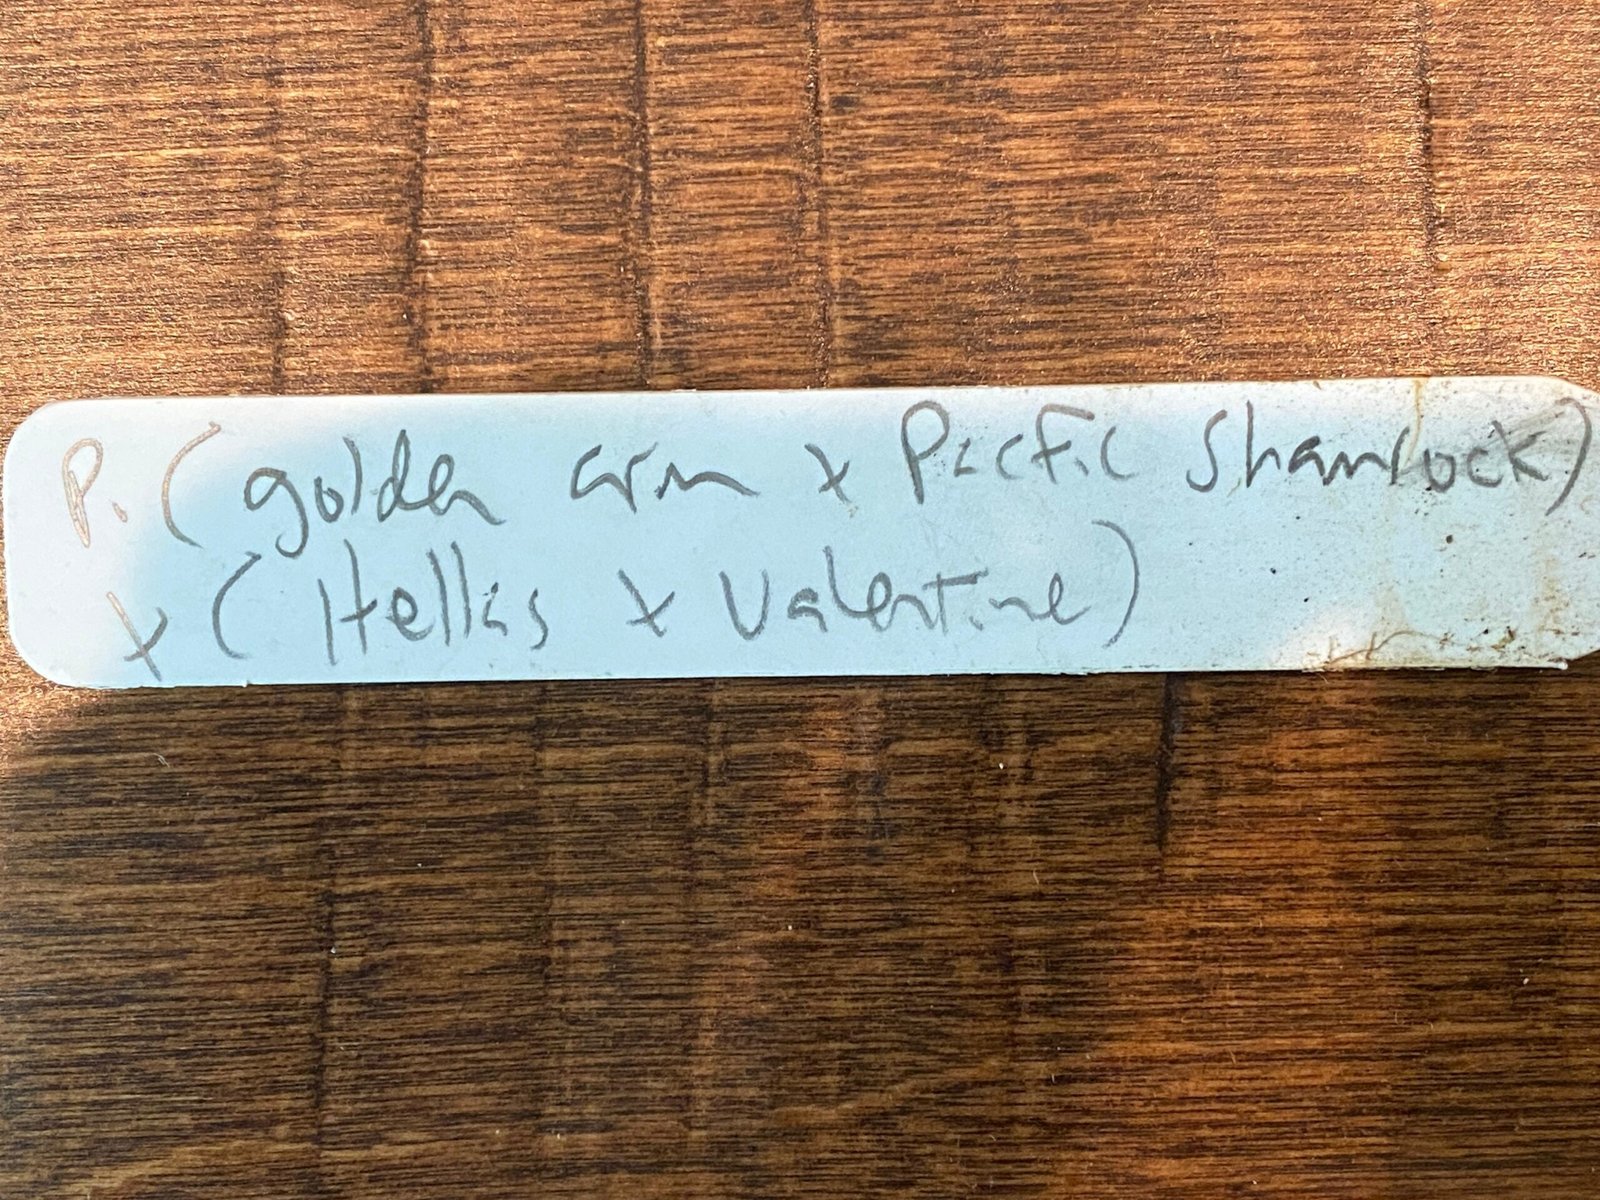 P. (golden arm x Pacific Shamrock)
x (Hellas x Valentine)